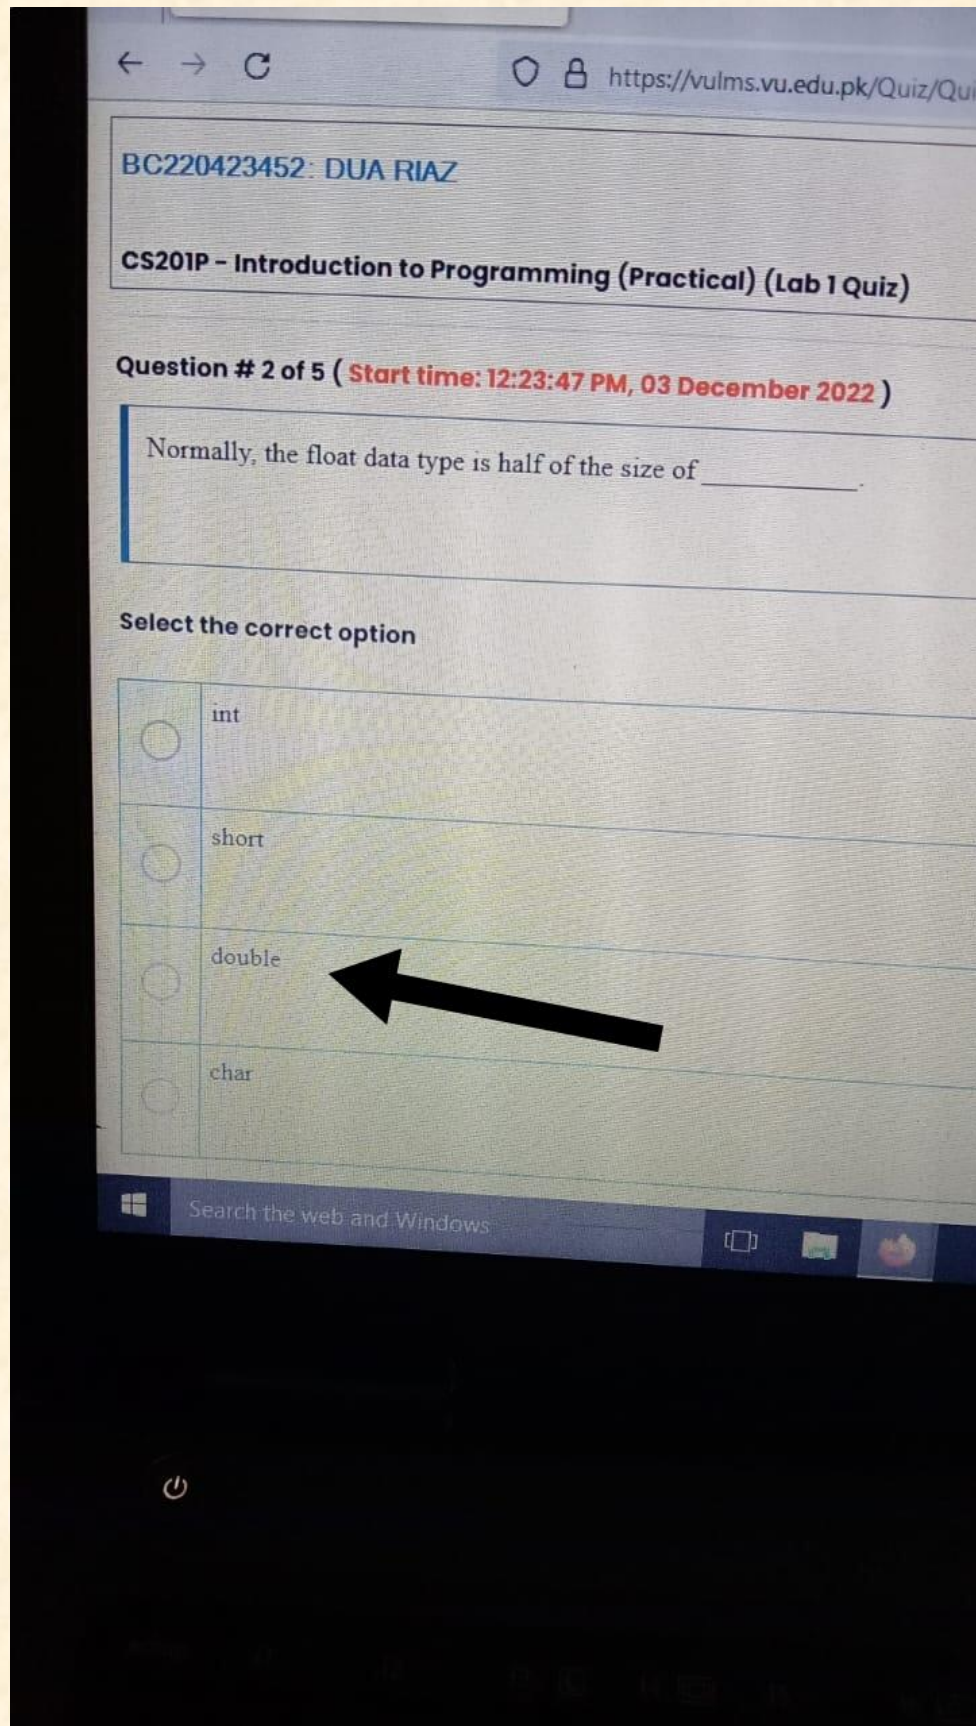 https://vulms.vu.edu.pk/Quiz/Qui
BC220423452: DUA RIAZ
CS201P - Introduction to Programming (Practical) (Lab 1 Quiz)
Question # 2 of 5 ( Start time: 12:23:47 PM, 03 December 2022 )
Normally, the float data type is half of the size of __________.
Select the correct option
int
short
double
char
Search the web and Windows